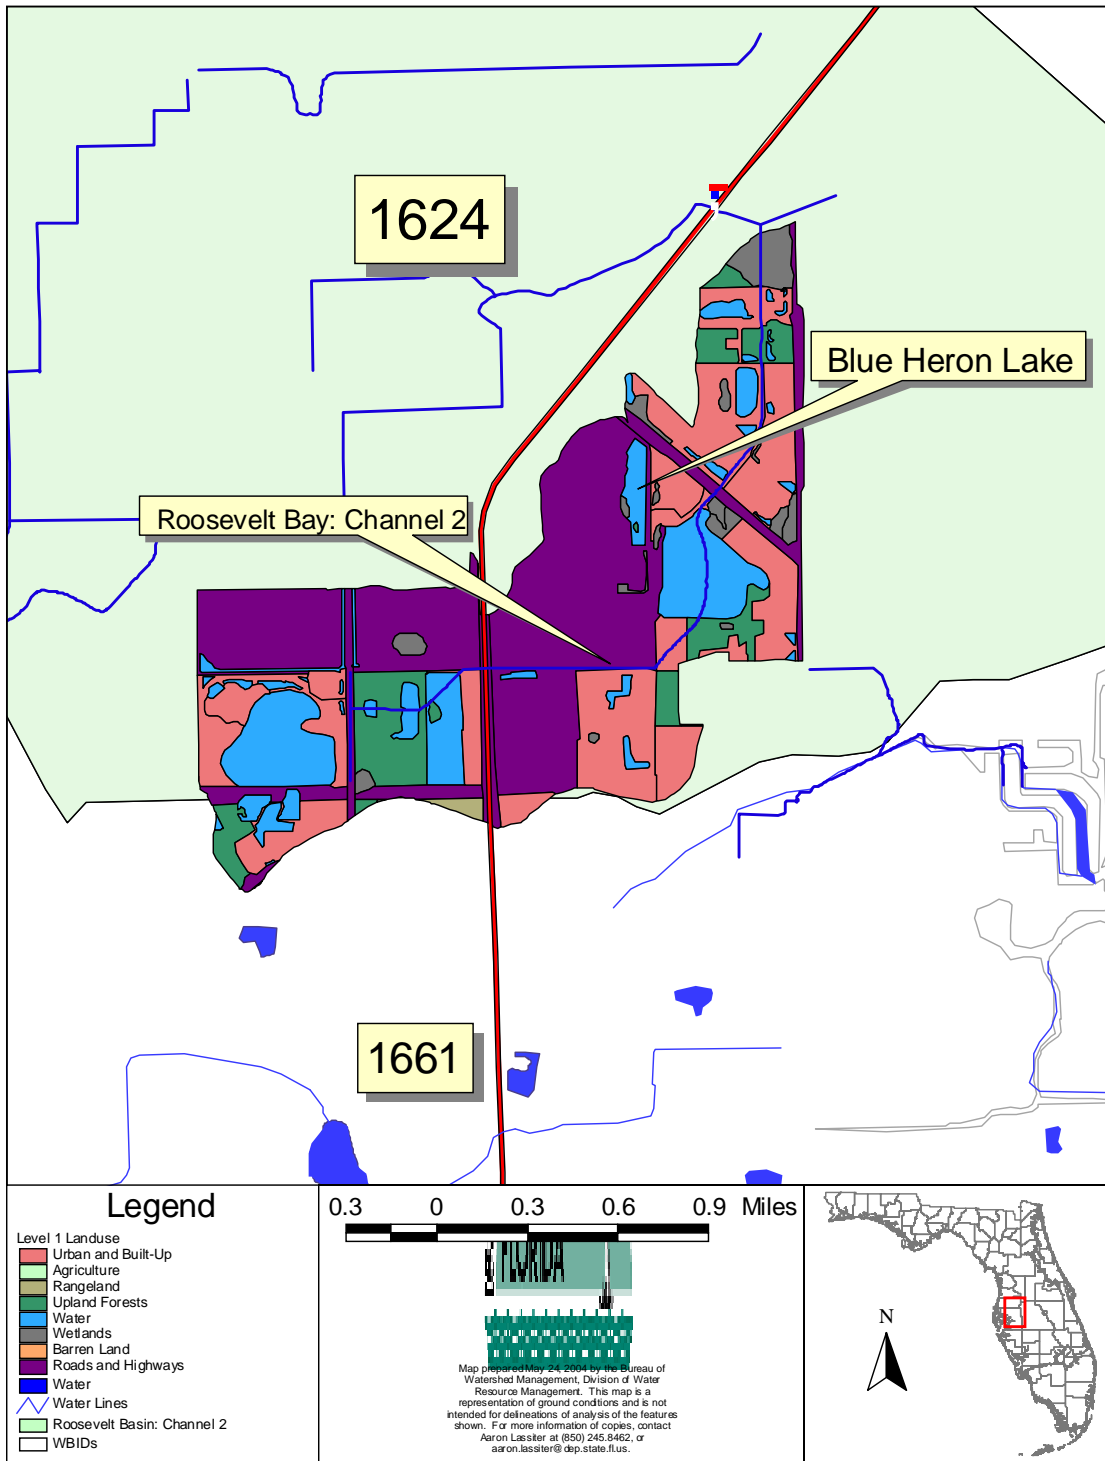 1624
Blue Heron Lake
Roosevelt Bay: Channel 2
1661
Legend
Level 1 Landuse
Urban and Built-Up
Agriculture
Rangeland
Upland Forests
Water
Wetlands
Barren Land
Roads and Highways
Water
Water Lines
Roosevelt Basin: Channel 2
WBIDs
0.3 0 0.3 0.6 0.9 Miles
FLORIDA
Map prepared May 24, 2004 by the Bureau of
Watershed Management, Division of Water
Resource Management. This map is a
representation of ground conditions and is not
intended for delineations of analysis of the features
shown. For more information of copies, contact
Aaron Lassiter at (850) 245.8462, or
aaron.lassiter@dep.state.fl.us.
N